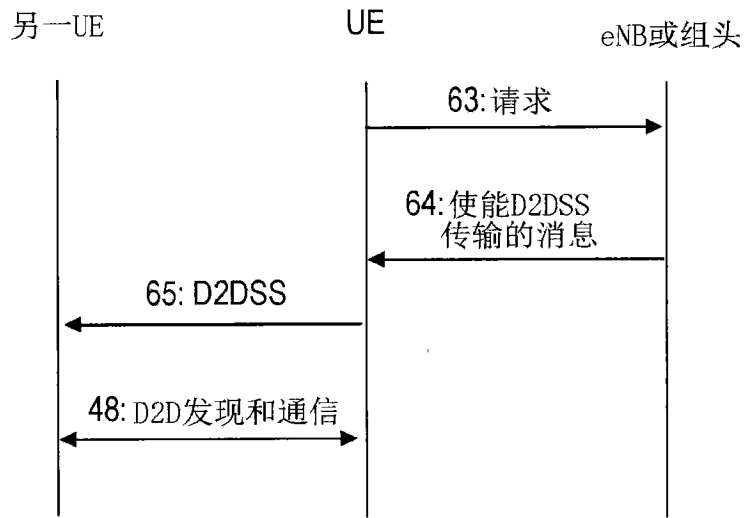 另一UE
UE
eNB或组头
63:请求
64:使能D2DSS
传输的消息
65: D2DSS
48:D2D发现和通信